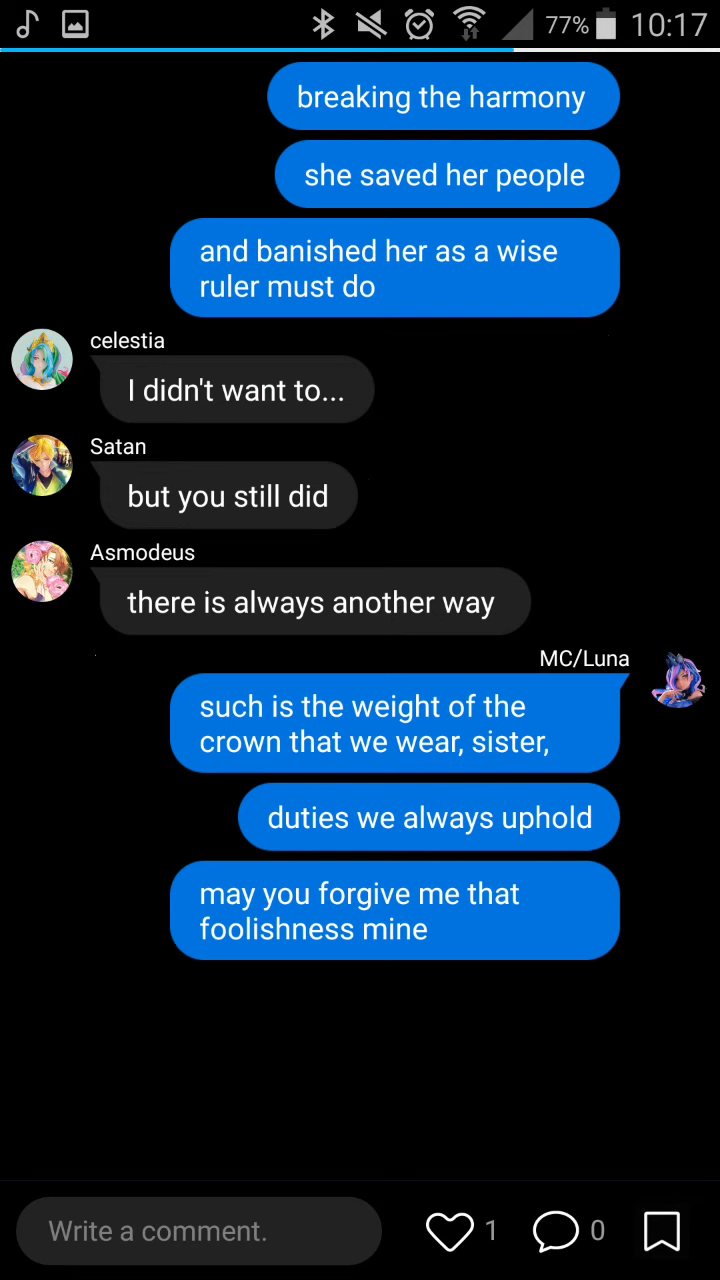 77% 10:17
breaking the harmony
she saved her people
and banished her as a wise
ruler must do
celestia
I didn't want to...
Satan
but you still did
Asmodeus
there is always another way
MC/Luna
such is the weight of the
crown that we wear, sister,
duties we always uphold
may you forgive me that
foolishness mine
Write a comment. 1 0